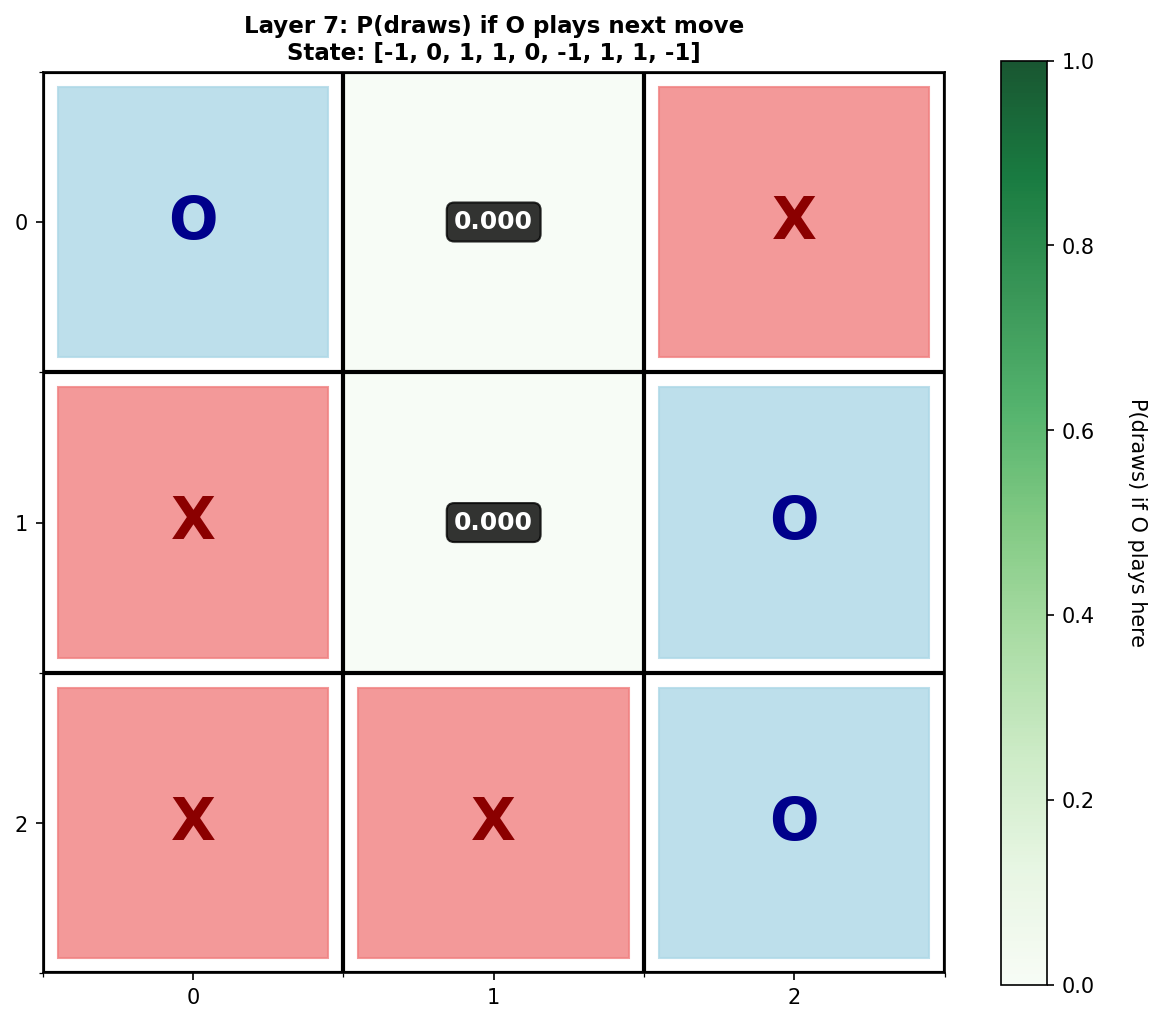 Layer 7: P(draws) if O plays next move
State: [-1, 0, 1, 1, 0, -1, 1, 1, -1]
1.0
0.8
0.6
0.4
0.2
0.0
P(draws) if O plays here
0
O
0.000
X
1
X
0.000
O
2
X
X
O
0
1
2